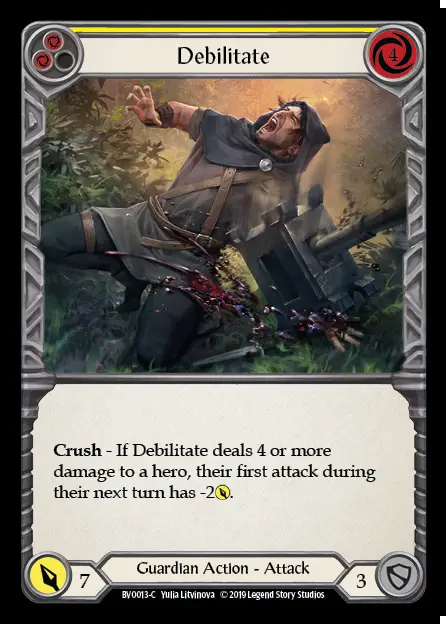 Debilitate
4
Crush - If Debilitate deals 4 or more
damage to a hero, their first attack during
their next turn has -2.
7
Guardian Action - Attack
3
BVO013-C Yulia Litvinova © 2019 Legend Story Studios